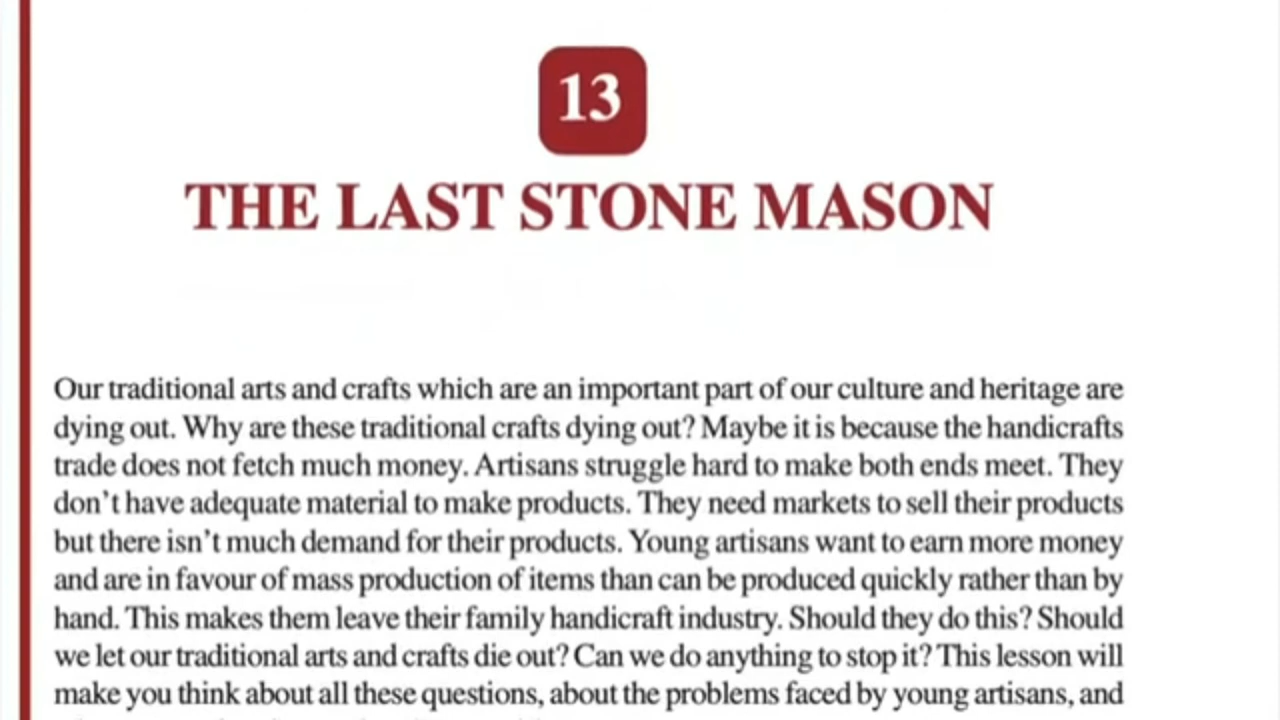 13
THE LAST STONE MASON
Our traditional arts and crafts which are an important part of our culture and heritage are
dying out. Why are these traditional crafts dying out? Maybe it is because the handicrafts
trade does not fetch much money. Artisans struggle hard to make both ends meet. They
don't have adequate material to make products. They need markets to sell their products
but there isn't much demand for their products. Young artisans want to earn more money
and are in favour of mass production of items than can be produced quickly rather than by
hand. This makes them leave their family handicraft industry. Should they do this? Should
we let our traditional arts and crafts die out? Can we do anything to stop it? This lesson will
make you think about all these questions, about the problems faced by young artisans, and